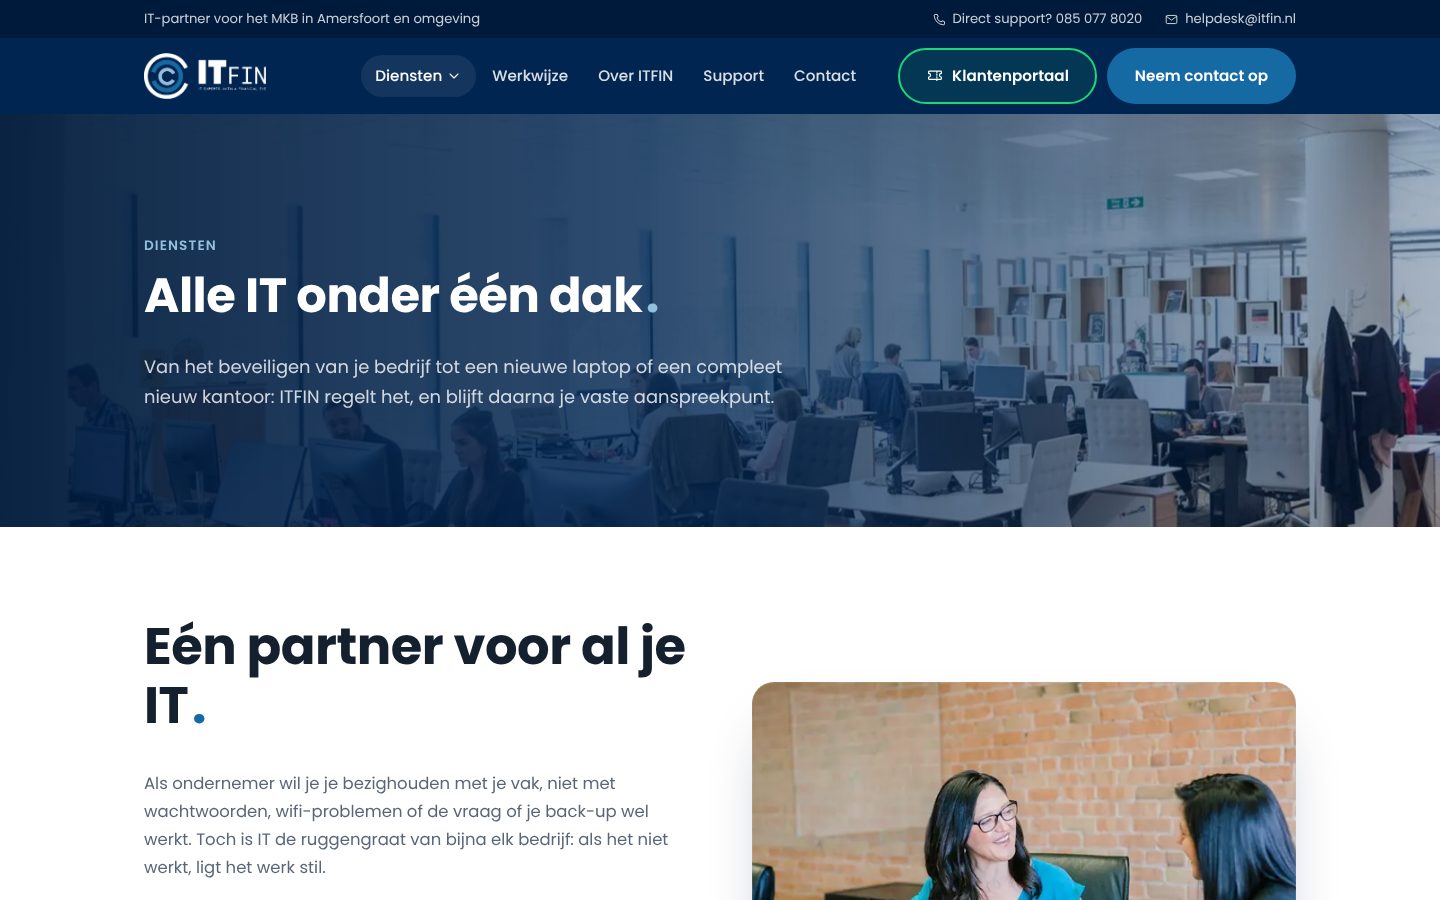 IT-partner voor het MKB in Amersfoort en omgeving
Direct support? 085 077 8020
helpdesk@itfin.nl
ITFIN
Diensten
Werkwijze
Over ITFIN
Support
Contact
Klantenportaal
Neem contact op
DIENSTEN
Alle IT onder één dak.
Van het beveiligen van je bedrijf tot een nieuwe laptop of een compleet
nieuw kantoor: ITFIN regelt het, en blijft daarna je vaste aanspreekpunt.
Eén partner voor al je
IT.
Als ondernemer wil je je bezighouden met je vak, niet met
wachtwoorden, wifi-problemen of de vraag of je back-up wel
werkt. Toch is IT de ruggengraat van bijna elk bedrijf: als het niet
werkt, ligt het werk stil.